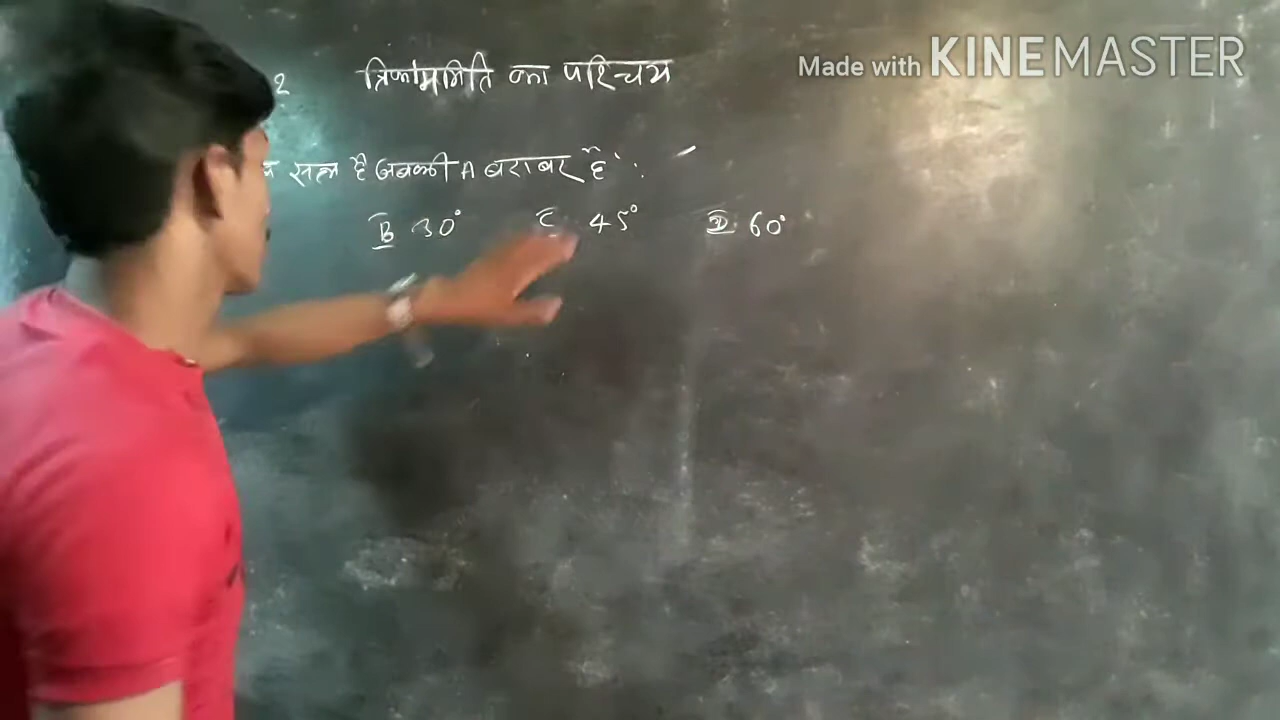 Made with KINEMASTER
2 त्रिकोणमिति का परिचय
सत्य है जबकी A बराबर है :
B 30° C 45° D 60°